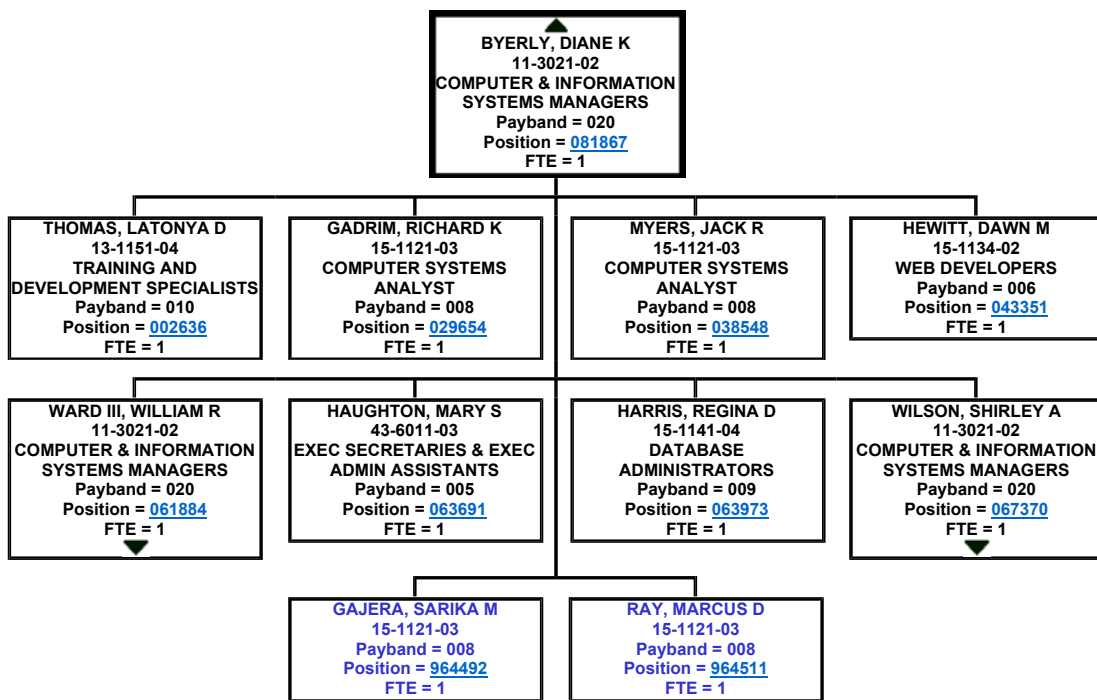 BYERLY, DIANE K
11-3021-02
COMPUTER & INFORMATION
SYSTEMS MANAGERS
Payband = 020
Position = 081867
FTE = 1
THOMAS, LATONYA D
13-1151-04
TRAINING AND
DEVELOPMENT SPECIALISTS
Payband = 010
Position = 002636
FTE = 1
GADRIM, RICHARD K
15-1121-03
COMPUTER SYSTEMS
ANALYST
Payband = 008
Position = 029654
FTE = 1
MYERS, JACK R
15-1121-03
COMPUTER SYSTEMS
ANALYST
Payband = 008
Position = 038548
FTE = 1
HEWITT, DAWN M
15-1134-02
WEB DEVELOPERS
Payband = 006
Position = 043351
FTE = 1
WARD III, WILLIAM R
11-3021-02
COMPUTER & INFORMATION
SYSTEMS MANAGERS
Payband = 020
Position = 061884
FTE = 1
HAUGHTON, MARY S
43-6011-03
EXEC SECRETARIES & EXEC
ADMIN ASSISTANTS
Payband = 005
Position = 063691
FTE = 1
HARRIS, REGINA D
15-1141-04
DATABASE
ADMINISTRATORS
Payband = 009
Position = 063973
FTE = 1
WILSON, SHIRLEY A
11-3021-02
COMPUTER & INFORMATION
SYSTEMS MANAGERS
Payband = 020
Position = 067370
FTE = 1
GAJERA, SARIKA M
15-1121-03
Payband = 008
Position = 964492
FTE = 1
RAY, MARCUS D
15-1121-03
Payband = 008
Position = 964511
FTE = 1